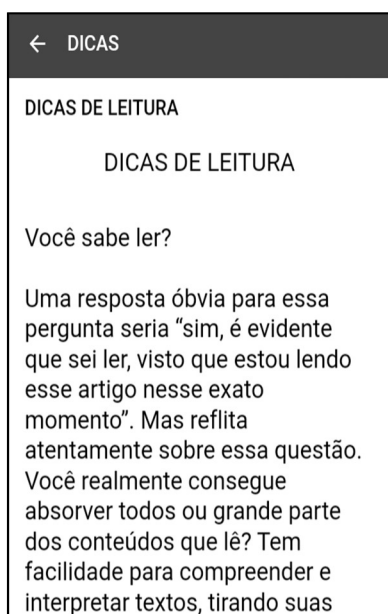 ← DICAS
DICAS DE LEITURA
DICAS DE LEITURA
Você sabe ler?
Uma resposta óbvia para essa
pergunta seria “sim, é evidente
que sei ler, visto que estou lendo
esse artigo nesse exato
momento”. Mas reflita
atentamente sobre essa questão.
Você realmente consegue
absorver todos ou grande parte
dos conteúdos que lê? Tem
facilidade para compreender e
interpretar textos, tirando suas